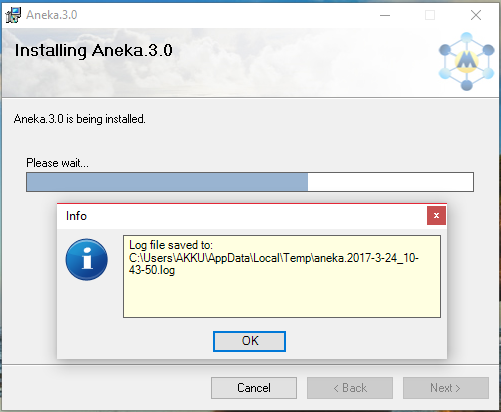 Aneka.3.0
Installing Aneka.3.0
Aneka.3.0 is being installed.
Please wait...
Info
Log file saved to:
C:\Users\AKKU\AppData\Local\Temp\aneka.2017-3-24_10-
43-50.log
OK
Cancel
< Back
Next >